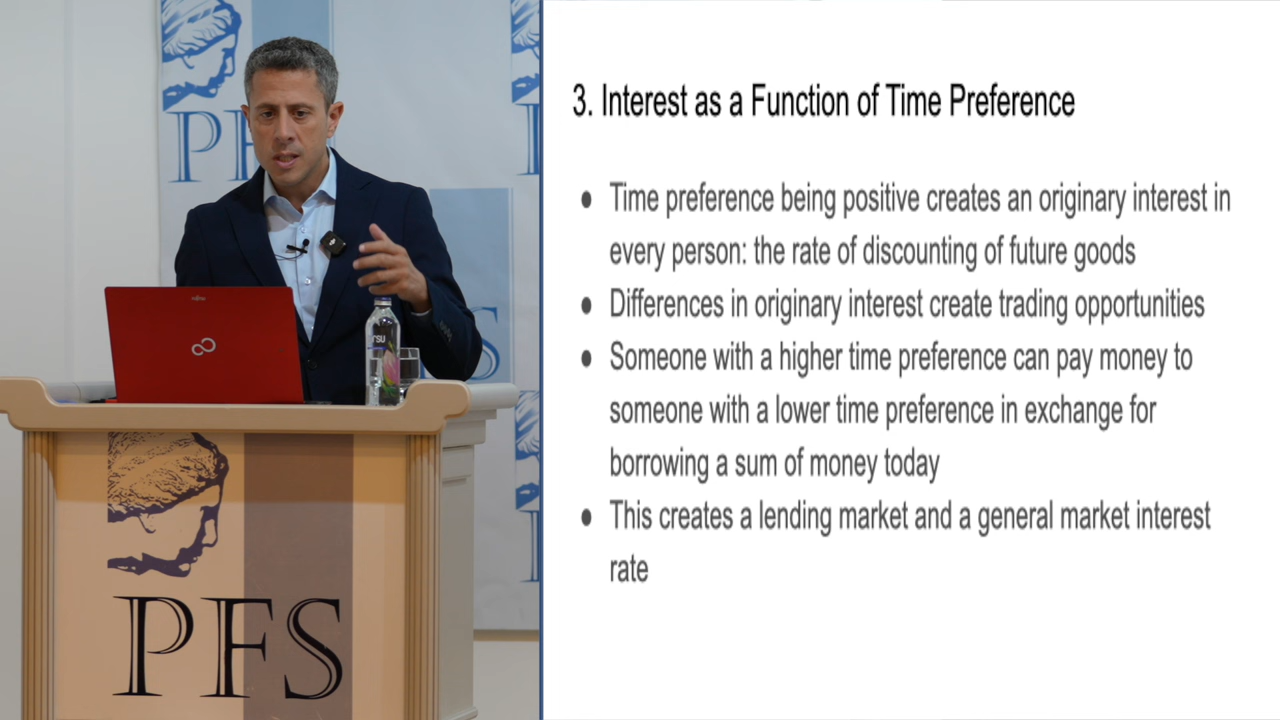 3. Interest as a Function of Time Preference
● Time preference being positive creates an originary interest in
every person: the rate of discounting of future goods
● Differences in originary interest create trading opportunities
● Someone with a higher time preference can pay money to
someone with a lower time preference in exchange for
borrowing a sum of money today
● This creates a lending market and a general market interest
rate
PFS